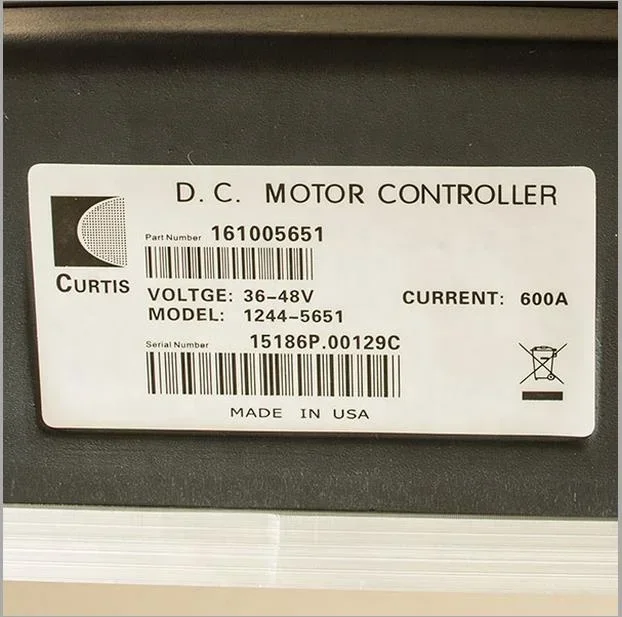 D. C. MOTOR CONTROLLER
Part Number 161005651
CURTIS
VOLTGE: 36-48V CURRENT: 600A
MODEL: 1244-5651
Serial Number 15186P.00129C
MADE IN USA